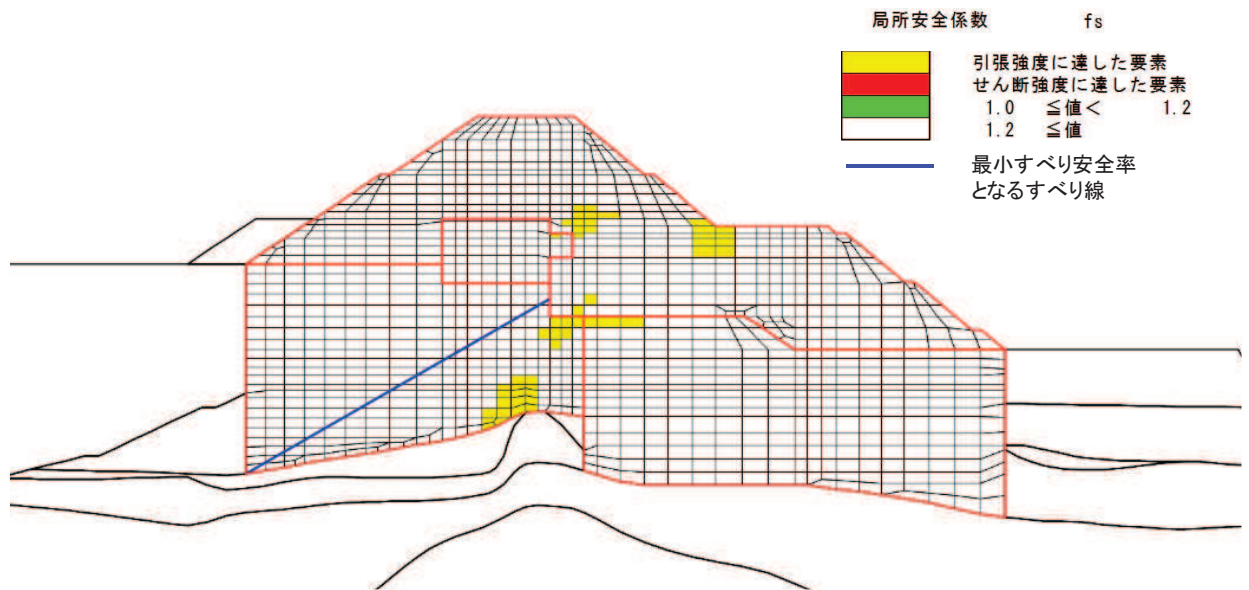 局所安全係数 fs
引張強度に達した要素
せん断強度に達した要素
1.0 ≦値< 1.2
1.2 ≦値
最小すべり安全率
となるすべり線